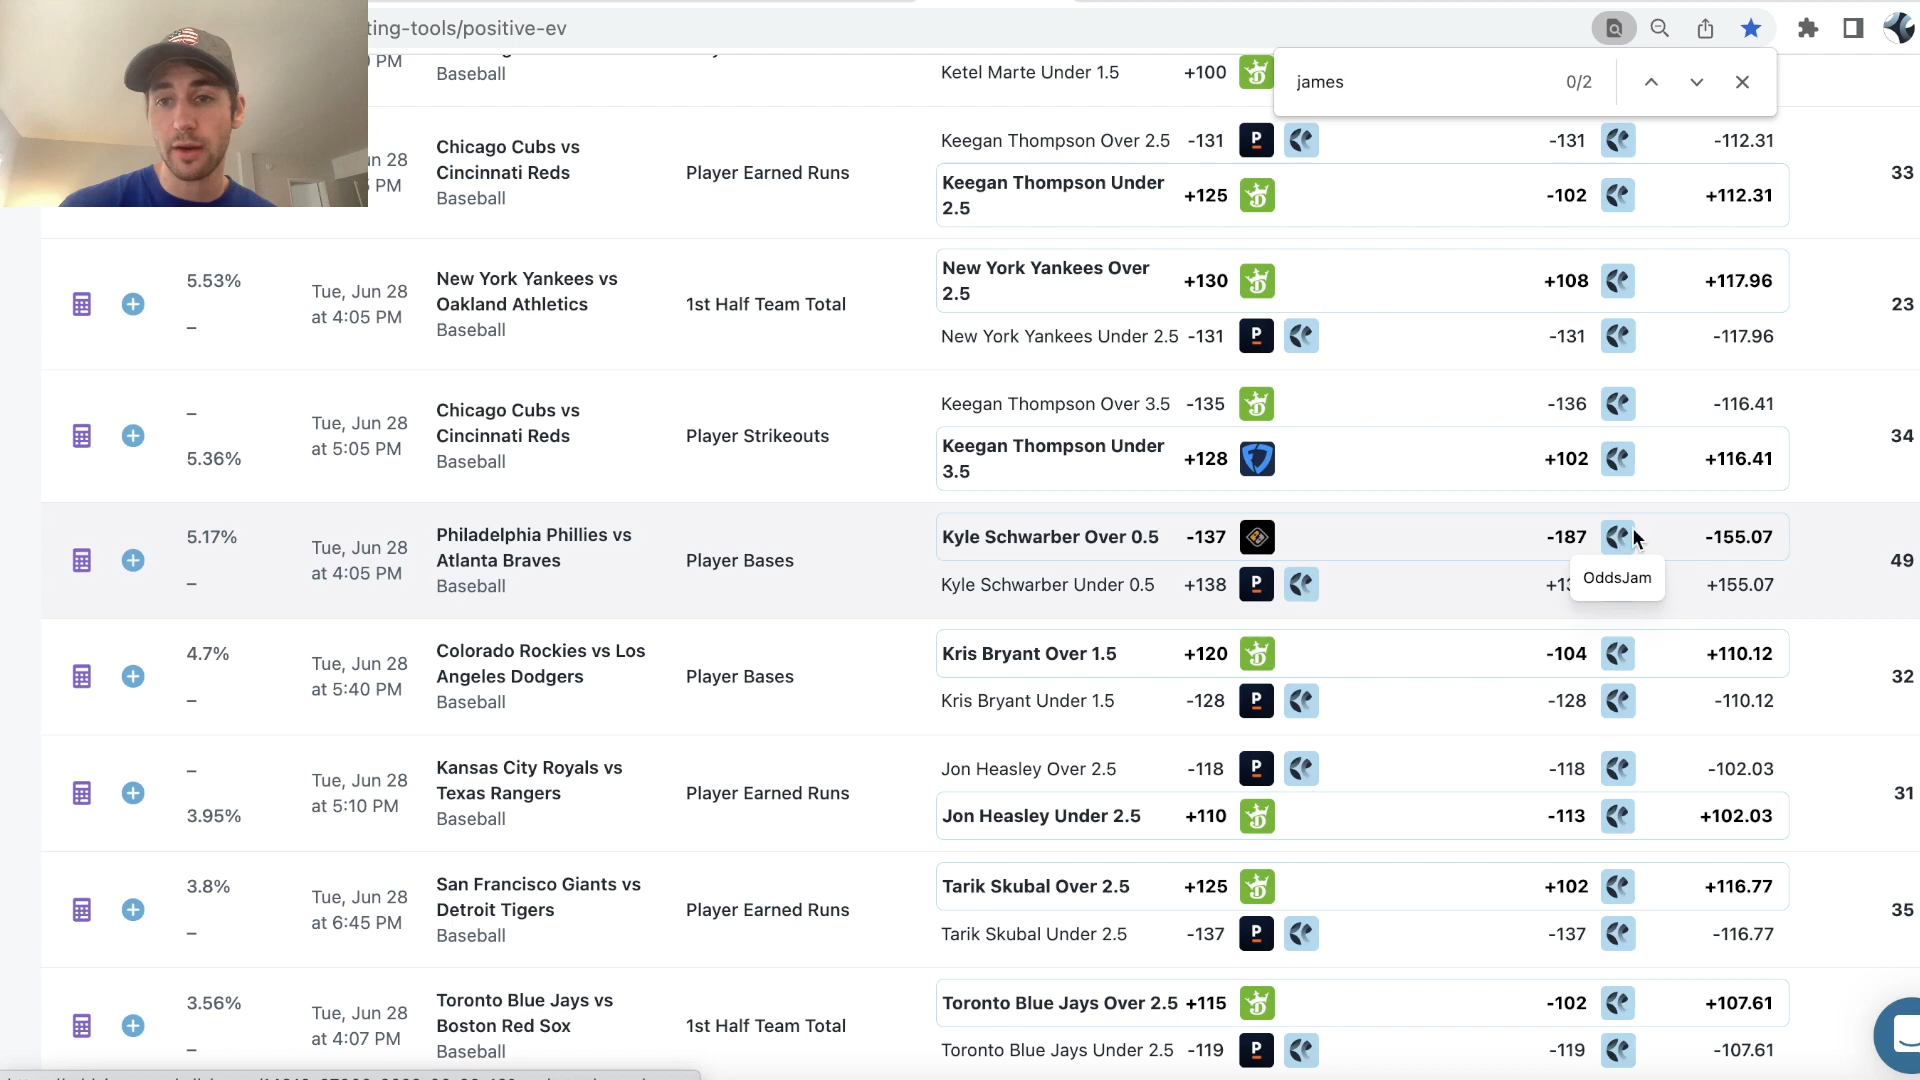 ting-tools/positive-ev
james
0/2
PM
Baseball
Ketel Marte Under 1.5 +100
28
PM
Chicago Cubs vs
Cincinnati Reds
Baseball
Player Earned Runs
Keegan Thompson Over 2.5 -131 P -131 -112.31
Keegan Thompson Under
2.5
+125 -102 +112.31
33
5.53%
–
Tue, Jun 28
at 4:05 PM
New York Yankees vs
Oakland Athletics
Baseball
1st Half Team Total
New York Yankees Over
2.5
+130 +108 +117.96
New York Yankees Under 2.5 -131 P -131 -117.96
23
–
5.36%
Tue, Jun 28
at 5:05 PM
Chicago Cubs vs
Cincinnati Reds
Baseball
Player Strikeouts
Keegan Thompson Over 3.5 -135 -136 -116.41
Keegan Thompson Under
3.5
+128 +102 +116.41
34
5.17%
–
Tue, Jun 28
at 4:05 PM
Philadelphia Phillies vs
Atlanta Braves
Baseball
Player Bases
Kyle Schwarber Over 0.5 -137 -187 -155.07
OddsJam
Kyle Schwarber Under 0.5 +138 P +155.07
49
4.7%
–
Tue, Jun 28
at 5:40 PM
Colorado Rockies vs Los
Angeles Dodgers
Baseball
Player Bases
Kris Bryant Over 1.5 +120 -104 +110.12
Kris Bryant Under 1.5 -128 P -128 -110.12
32
–
3.95%
Tue, Jun 28
at 5:10 PM
Kansas City Royals vs
Texas Rangers
Baseball
Player Earned Runs
Jon Heasley Over 2.5 -118 P -118 -102.03
Jon Heasley Under 2.5 +110 -113 +102.03
31
3.8%
–
Tue, Jun 28
at 6:45 PM
San Francisco Giants vs
Detroit Tigers
Baseball
Player Earned Runs
Tarik Skubal Over 2.5 +125 +102 +116.77
Tarik Skubal Under 2.5 -137 P -137 -116.77
35
3.56%
–
Tue, Jun 28
at 4:07 PM
Toronto Blue Jays vs
Boston Red Sox
Baseball
1st Half Team Total
Toronto Blue Jays Over 2.5 +115 -102 +107.61
Toronto Blue Jays Under 2.5 -119 P -119 -107.61